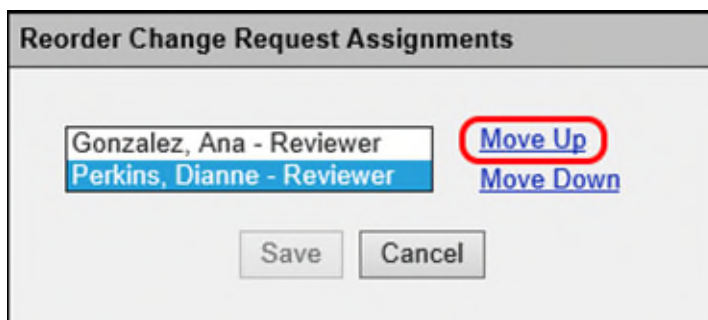 Reorder Change Request Assignments
Gonzalez, Ana - Reviewer
Move Up
Perkins, Dianne - Reviewer
Move Down
Save
Cancel